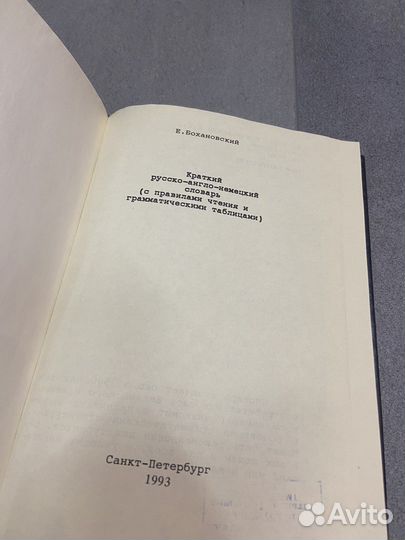 Е.Бохановский
Краткий
русско-англо-немецкий
словарь
(с правилами чтения и
грамматическими таблицами)
Санкт-Петербург
1993
Avito